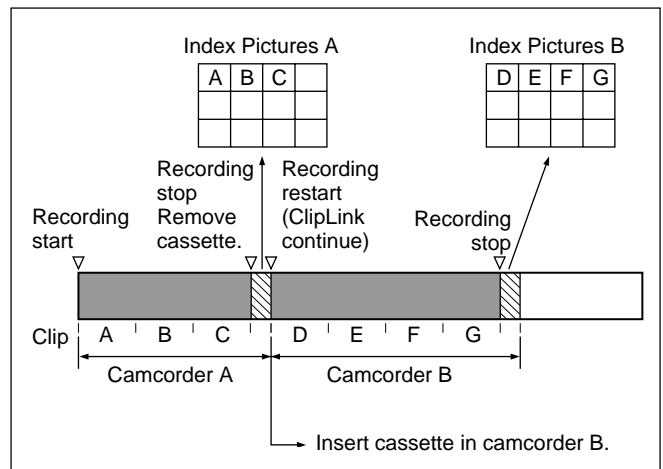 Index Pictures A
Index Pictures B
A B C
D E F G
Recording start
Recording stop
Remove cassette.
Recording restart
(ClipLink continue)
Recording stop
Clip A B C D E F G
Camcorder A
Camcorder B
Insert cassette in camcorder B.